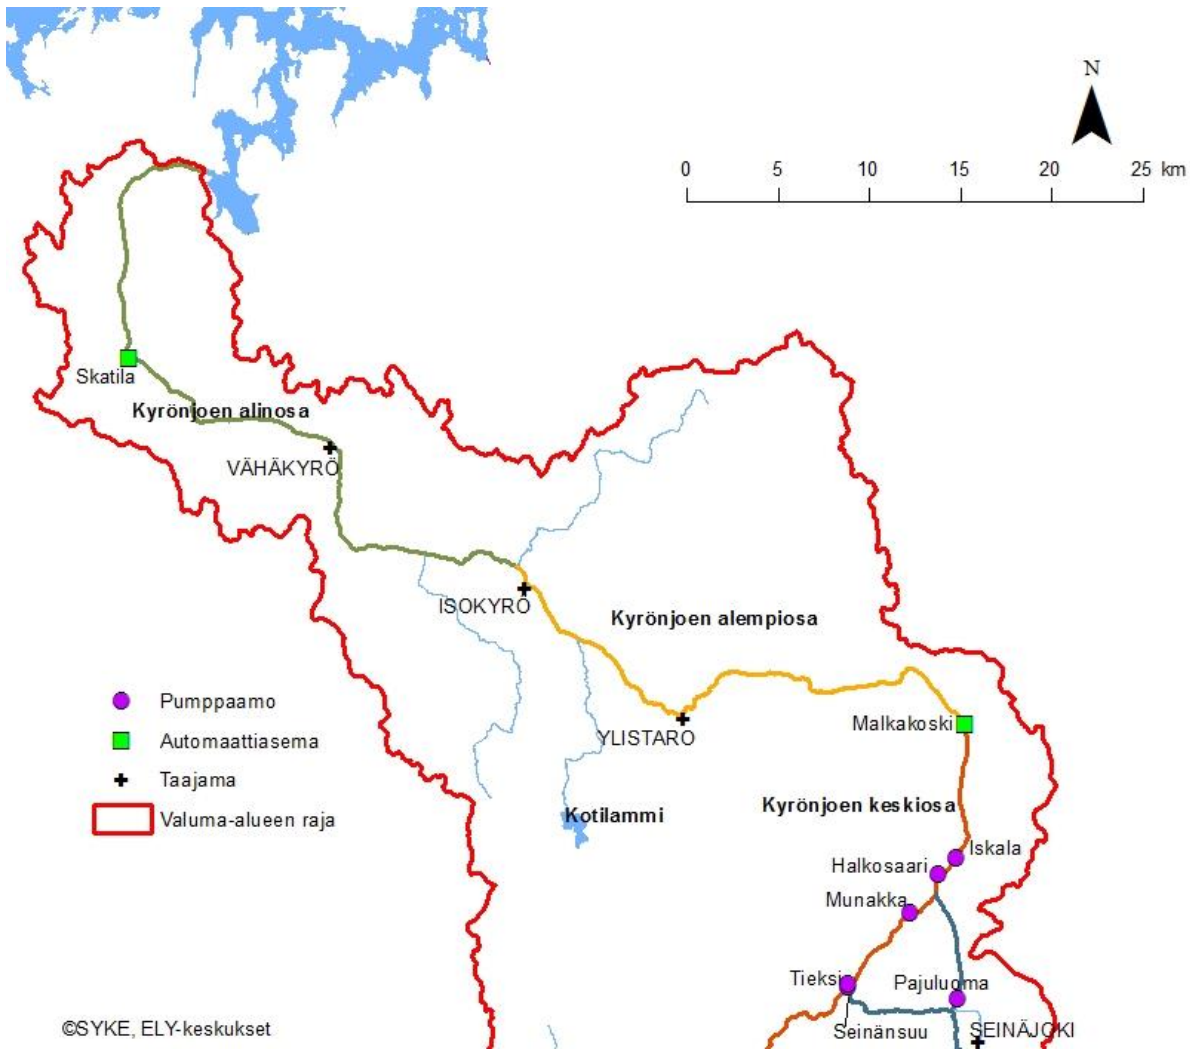 N
0 5 10 15 20 25 km
Skatila
Kyrönjoen alinosa
VÄHÄKYRÖ
ISOKYRÖ
Kyrönjoen alempiosa
Pumppaamo
Automaattiasema
Taajama
Valuma-alueen raja
YLISTARO
Malkakoski
Kotilammi
Kyrönjoen keskiosa
Iskala
Halkosaari
Munakka
Tieksi
Pajuluoma
Seinänsuu
SEINÄJOKI
©SYKE, ELY-keskukset